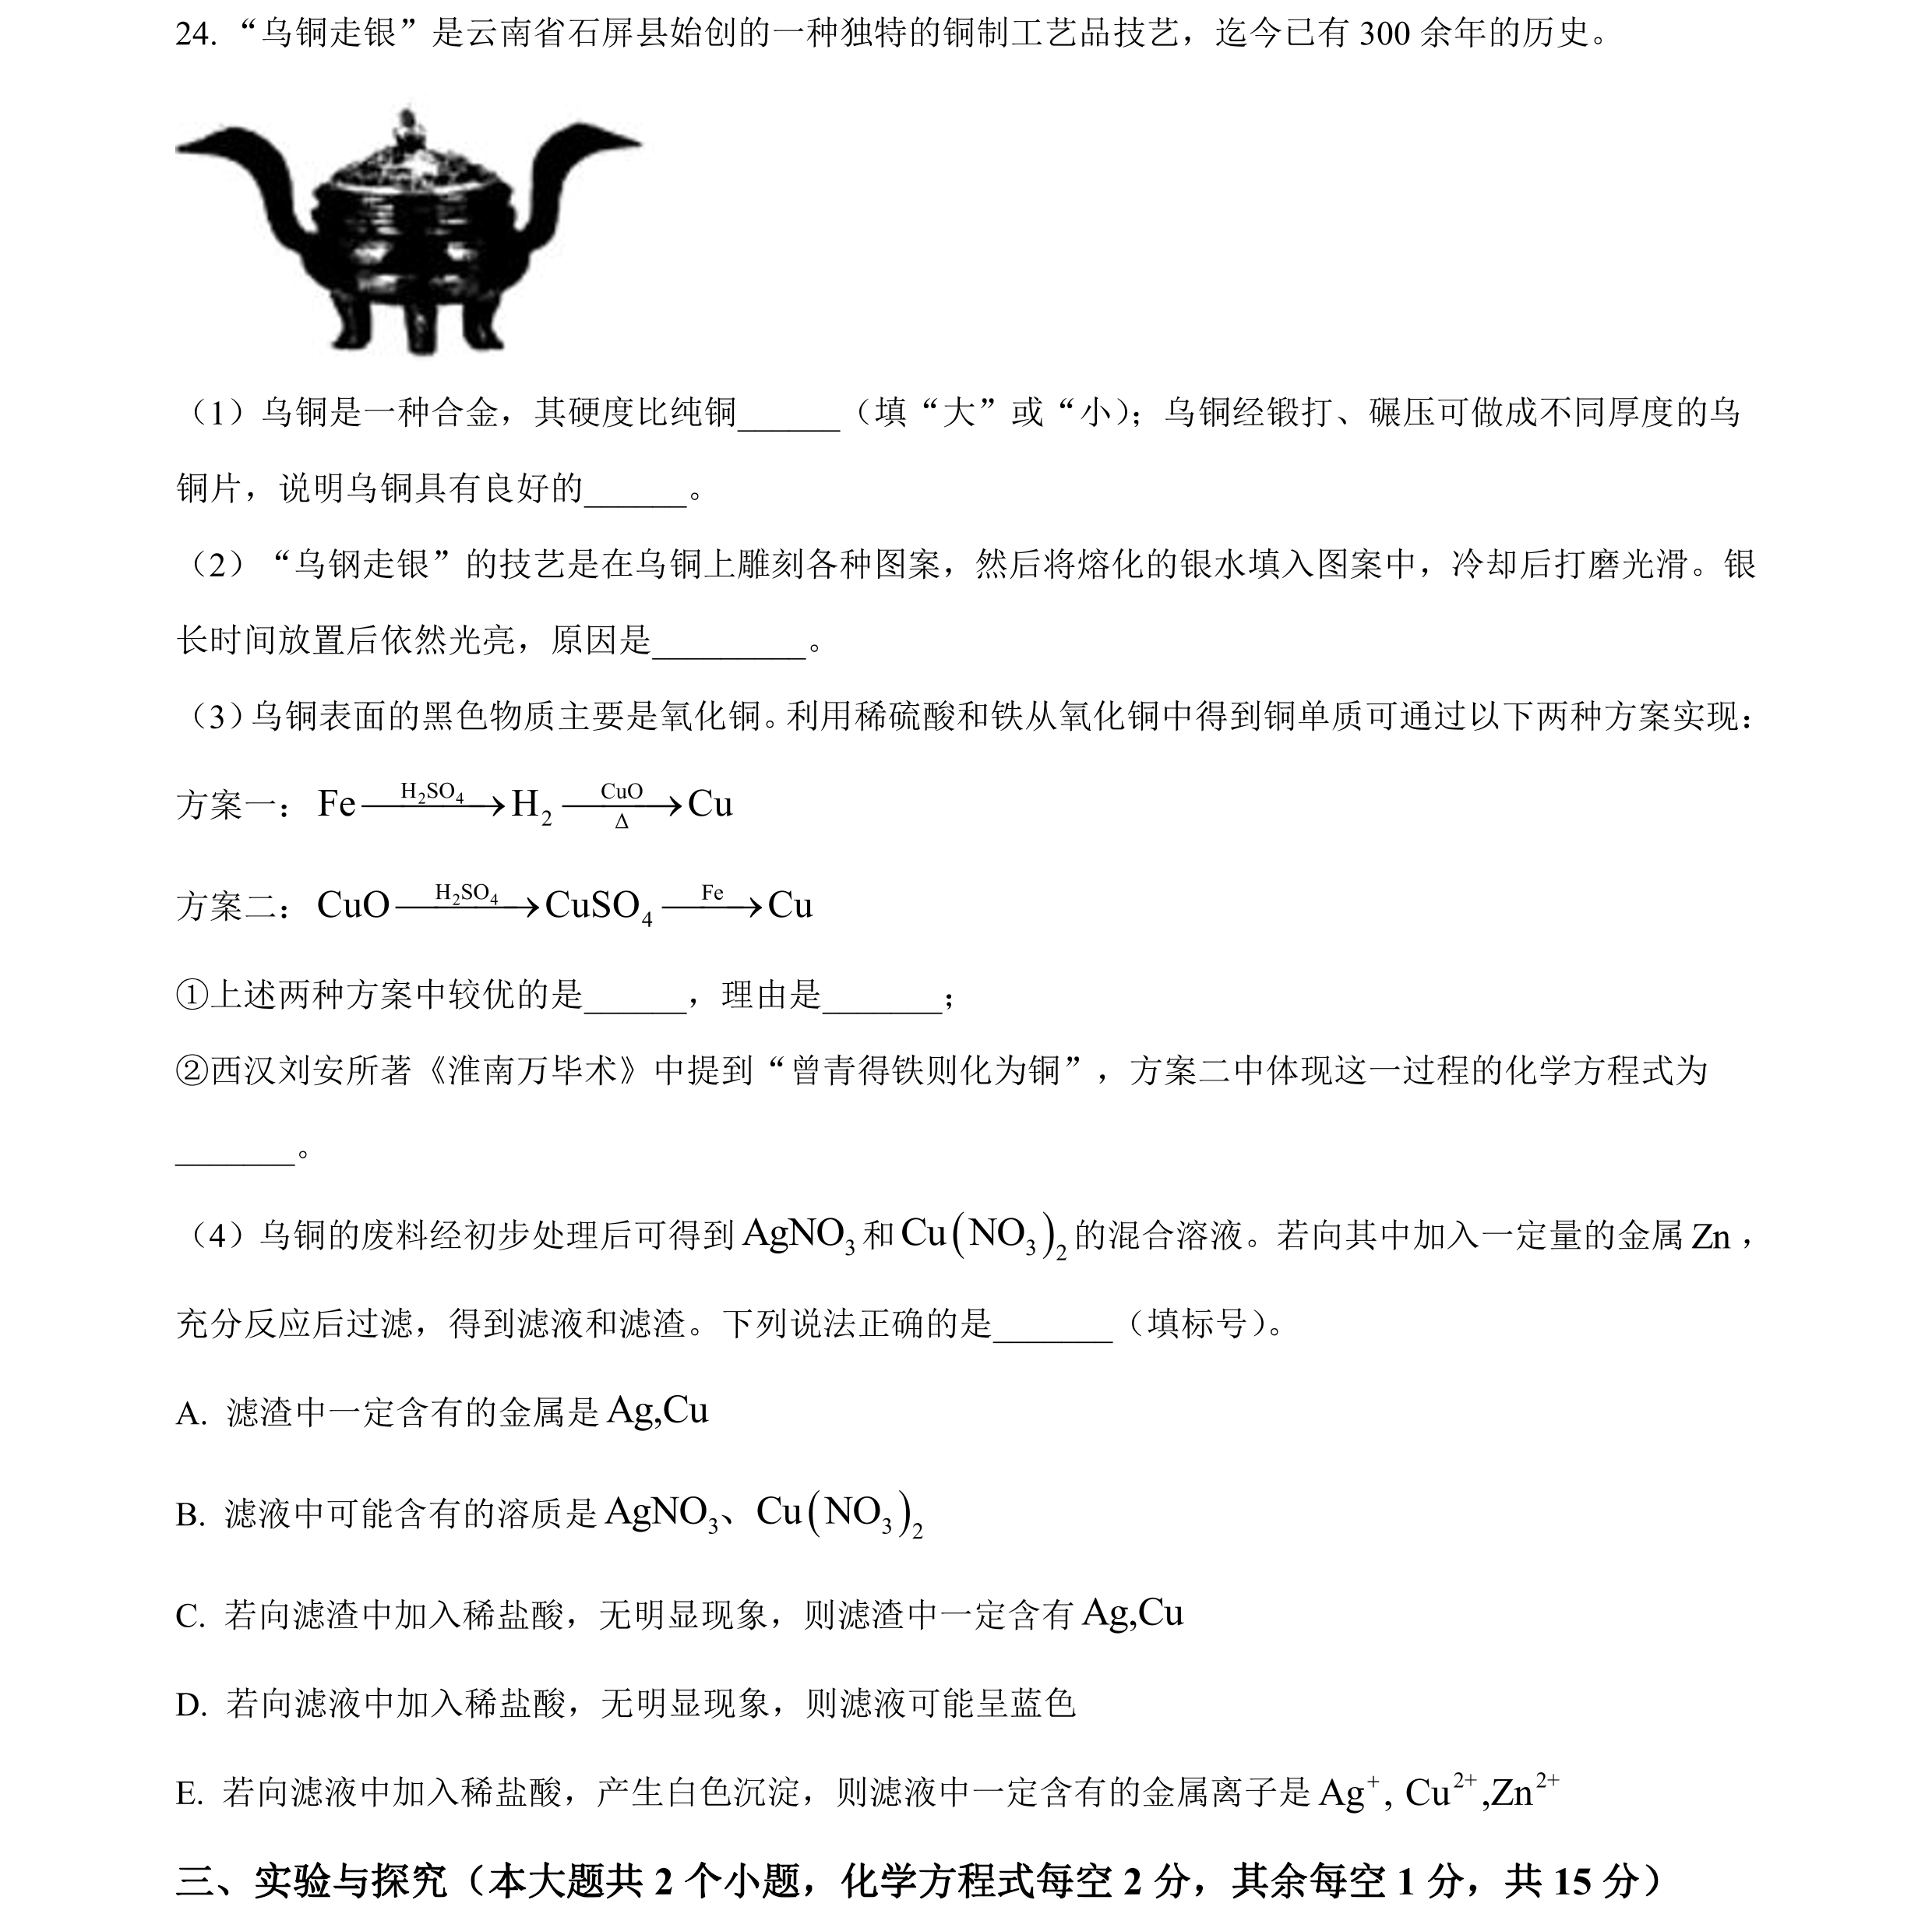 24. “乌铜走银”是云南省石屏县始创的一种独特的铜制工艺品技艺，迄今已有 300 余年的历史。
（1）乌铜是一种合金，其硬度比纯铜______（填“大”或“小）；乌铜经锻打、碾压可做成不同厚度的乌
铜片，说明乌铜具有良好的______。
（2）“乌钢走银”的技艺是在乌铜上雕刻各种图案，然后将熔化的银水填入图案中，冷却后打磨光滑。银
长时间放置后依然光亮，原因是_________。
（3）乌铜表面的黑色物质主要是氧化铜。利用稀硫酸和铁从氧化铜中得到铜单质可通过以下两种方案实现：
方案一：Fe —H₂SO₄→ H₂ —CuO/Δ→ Cu
方案二：CuO —H₂SO₄→ CuSO₄ —Fe→ Cu
①上述两种方案中较优的是______，理由是_______；
②西汉刘安所著《淮南万毕术》中提到“曾青得铁则化为铜”，方案二中体现这一过程的化学方程式为
_______。
（4）乌铜的废料经初步处理后可得到 AgNO₃ 和 Cu(NO₃)₂ 的混合溶液。若向其中加入一定量的金属 Zn，
充分反应后过滤，得到滤液和滤渣。下列说法正确的是_______（填标号）。
A. 滤渣中一定含有的金属是 Ag,Cu
B. 滤液中可能含有的溶质是 AgNO₃、Cu(NO₃)₂
C. 若向滤渣中加入稀盐酸，无明显现象，则滤渣中一定含有 Ag,Cu
D. 若向滤液中加入稀盐酸，无明显现象，则滤液可能呈蓝色
E. 若向滤液中加入稀盐酸，产生白色沉淀，则滤液中一定含有的金属离子是 Ag⁺, Cu²⁺,Zn²⁺
三、实验与探究（本大题共 2 个小题，化学方程式每空 2 分，其余每空 1 分，共 15 分）